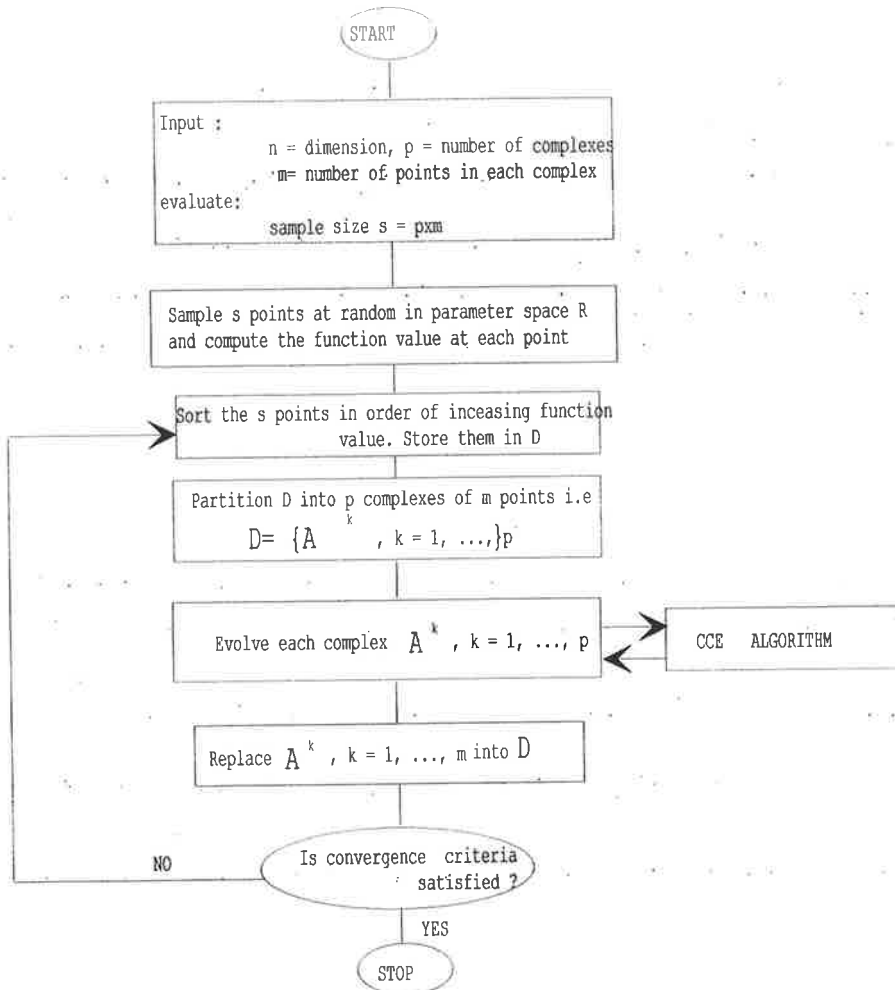 START
Input :
n = dimension, p = number of complexes
m= number of points in each complex
evaluate:
sample size s = pxm
Sample s points at random in parameter space R
and compute the function value at each point
Sort the s points in order of inceasing function
value. Store them in D
Partition D into p complexes of m points i.e
D= {A^k , k = 1, ...,}p
Evolve each complex A^k , k = 1, ..., p
CCE ALGORITHM
Replace A^k , k = 1, ..., m into D
Is convergence criteria
satisfied ?
NO
YES
STOP